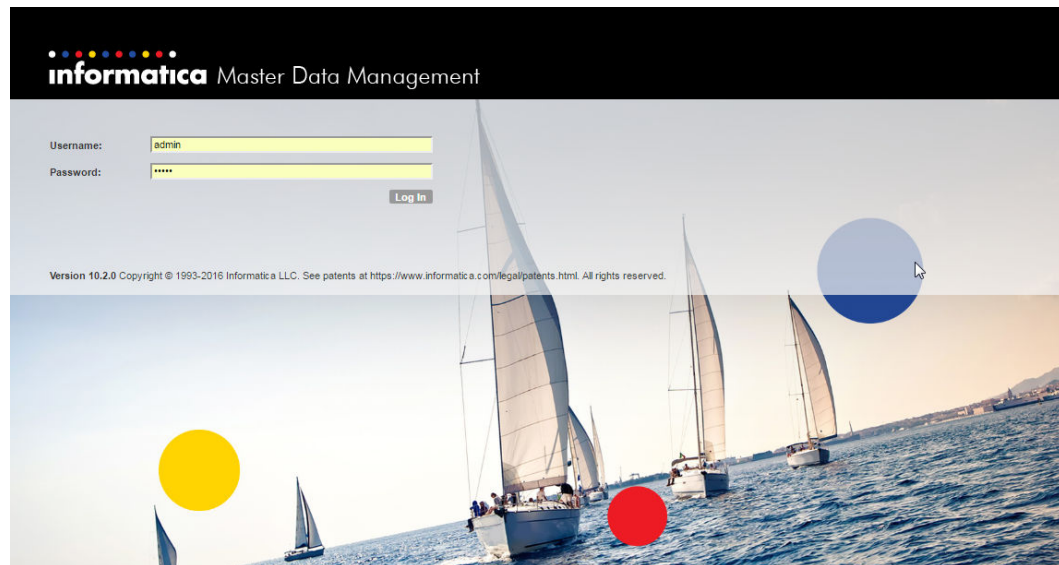 informatica Master Data Management
Username: admin
Password: •••••
Log In
Version 10.2.0 Copyright © 1993-2016 Informatica LLC. See patents at https://www.informatica.com/legal/patents.html. All rights reserved.